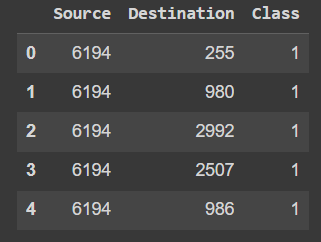 Source Destination Class
0 6194 255 1
1 6194 980 1
2 6194 2992 1
3 6194 2507 1
4 6194 986 1